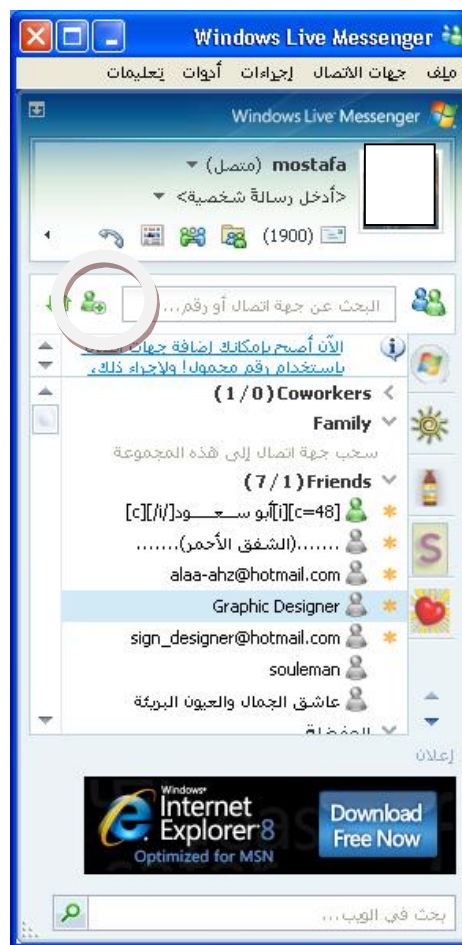 Windows Live Messenger
ملف جهات الاتصال إجراءات أدوات تعليمات
Windows Live Messenger
mostafa (متصل)
<أدخل رسالة شخصية>
(1900)
البحث عن جهة اتصال أو رقم...
الآن أصبح بإمكانك إضافة جهات اتصال
باستخدام رقم محمول! ولإجراء ذلك،
Coworkers (1/0)
Family
سحب جهة اتصال إلى هذه المجموعة
Friends (7/1)
[c=48][i]أبو ســعــود[/i][/c]
.......(الشفق الأحمر).......
alaa-ahz@hotmail.com
Graphic Designer
sign_designer@hotmail.com
souleman
عاشق الجمال والعيون البريئة
المفضلة
إعلان
Windows
Internet
Explorer 8
Optimized for MSN
Download
Free Now
بحث في الويب...